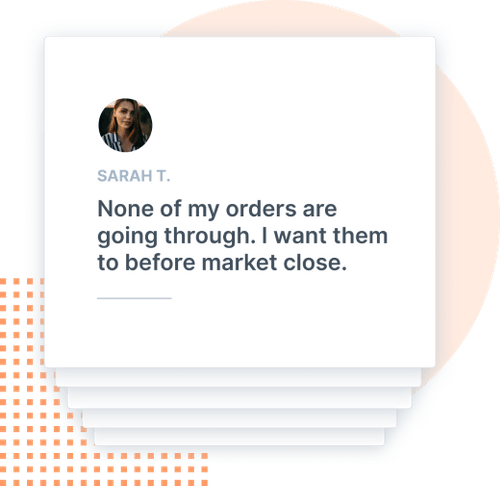 SARAH T.
None of my orders are
going through. I want them
to before market close.